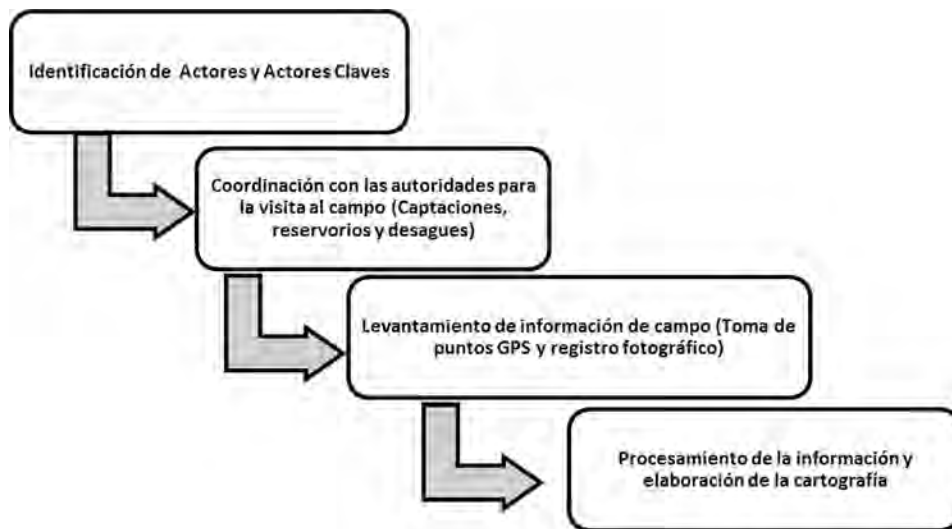 Identificación de Actores y Actores Claves
Coordinación con las autoridades para
la visita al campo (Captaciones,
reservorios y desagues)
Levantamiento de información de campo (Toma de
puntos GPS y registro fotográfico)
Procesamiento de la información y
elaboración de la cartografía